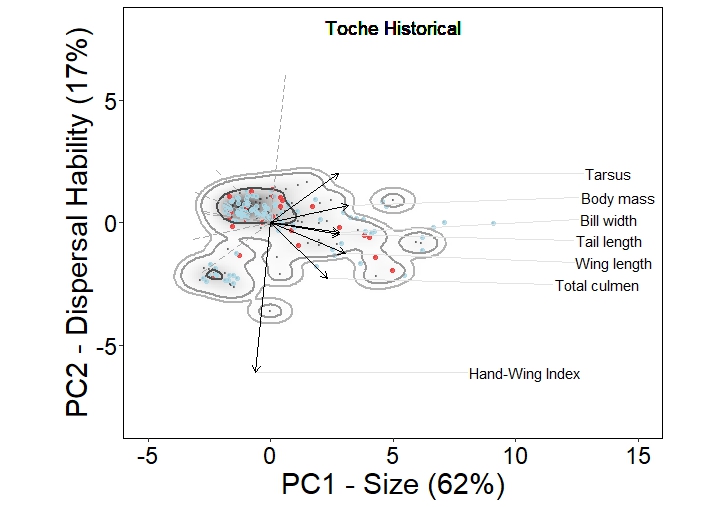 Toche Historical
PC2 - Dispersal Hability (17%)
5
0
-5
Tarsus
Body mass
Bill width
Tail length
Wing length
Total culmen
Hand-Wing Index
-5
0
5
10
15
PC1 - Size (62%)